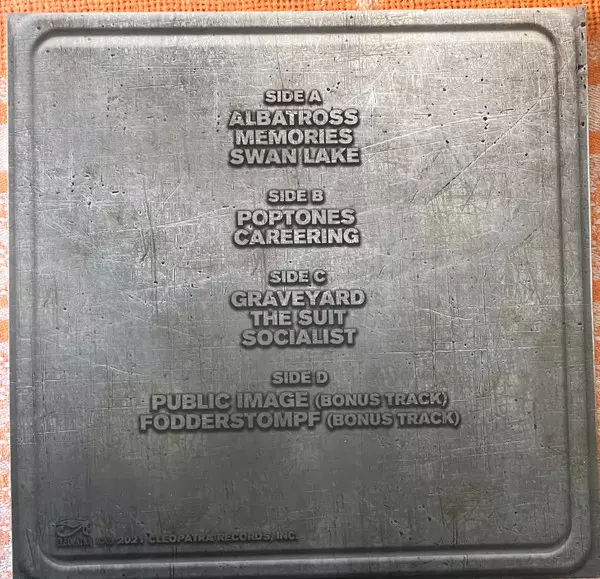 SIDE A
ALBATROSS
MEMORIES
SWAN LAKE
SIDE B
POPTONES
CAREERING
SIDE C
GRAVEYARD
THE SUIT
SOCIALIST
SIDE D
PUBLIC IMAGE (BONUS TRACK)
FODDERSTOMPF (BONUS TRACK)
℗© 2021 CLEOPATRA RECORDS, INC.